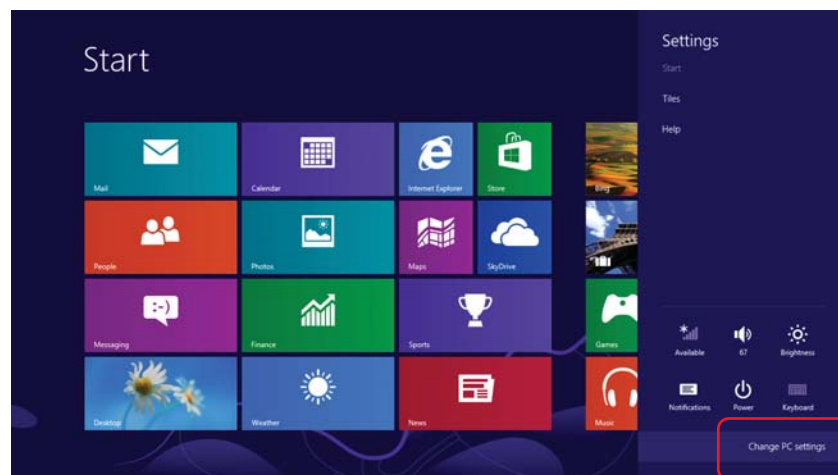 Start
Mail
Calendar
Internet Explorer
Store
Bing
People
Photos
Maps
SkyDrive
Messaging
Finance
Sports
Games
Desktop
Weather
News
Music
Settings
Start
Tiles
Help
Available
67
Brightness
Notifications
Power
Keyboard
Change PC settings